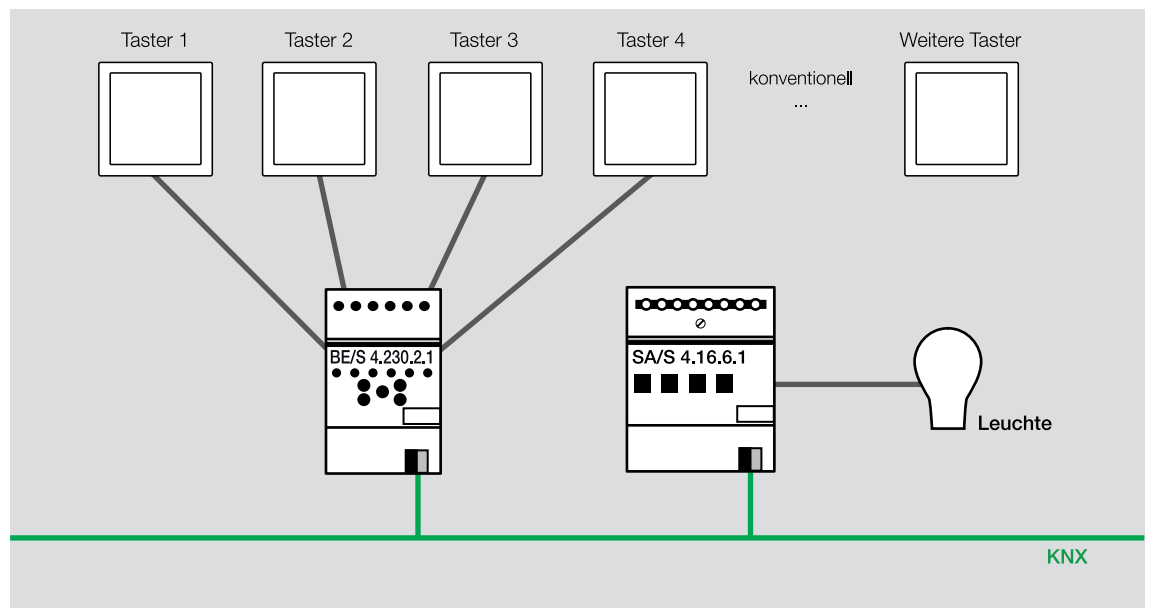 Taster 1
Taster 2
Taster 3
Taster 4
Weitere Taster
konventionell
...
BE/S 4.230.2.1
SA/S 4.16.6.1
Leuchte
KNX